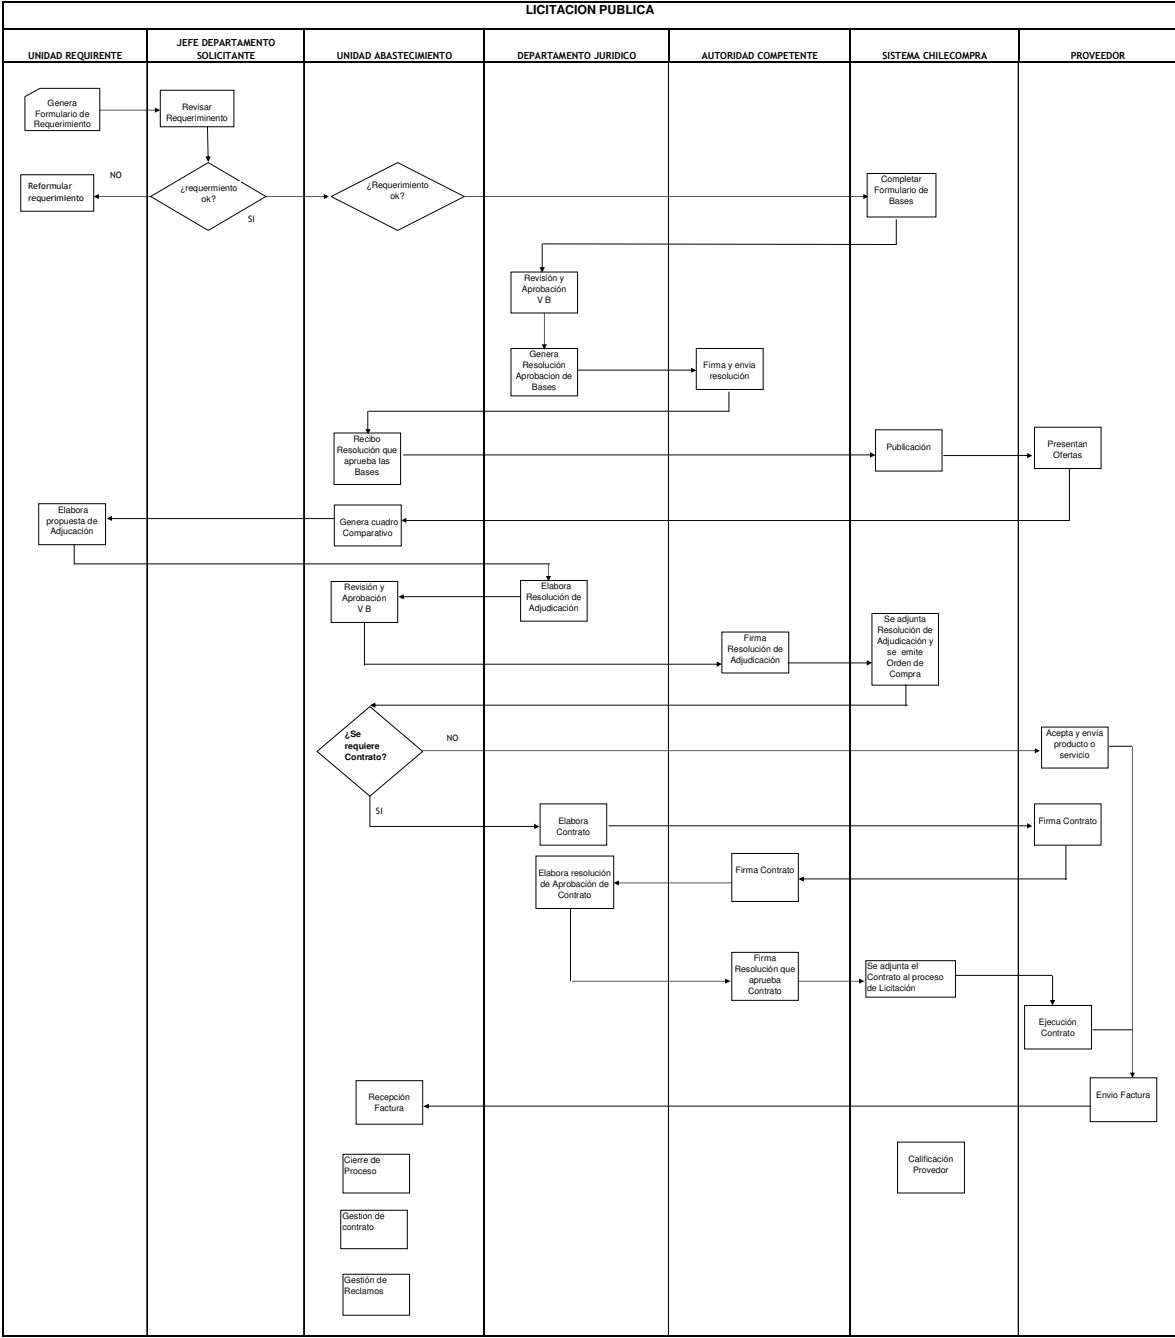 LICITACION PUBLICA
UNIDAD REQUIRENTE
JEFE DEPARTAMENTO
SOLICITANTE
UNIDAD ABASTECIMIENTO
DEPARTAMENTO JURIDICO
AUTORIDAD COMPETENTE
SISTEMA CHILECOMPRA
PROVEEDOR
Genera
Formulario de
Requerimiento
Revisar
Requeriminento
Reformular
requerimiento
NO
¿requermiento
ok?
SI
¿Requerimiento
ok?
Completar
Formulario de
Bases
Revisión y
Aprobación
V B
Genera
Resolución
Aprobacion de
Bases
Firma y envia
resolución
Recibo
Resolución que
aprueba las
Bases
Publicación
Presentan
Ofertas
Elabora
propuesta de
Adjucación
Genera cuadro
Comparativo
Revisión y
Aprobación
V B
Elabora
Resolución de
Adjudicación
Firma
Resolución de
Adjudicación
Se adjunta
Resolución de
Adjudicación y
se emite
Orden de
Compra
¿Se
requiere
Contrato?
NO
Acepta y envía
producto o
servicio
SI
Elabora
Contrato
Firma Contrato
Elabora resolución
de Aprobación de
Contrato
Firma Contrato
Firma
Resolución que
aprueba
Contrato
Se adjunta el
Contrato al proceso
de Licitación
Ejecución
Contrato
Recepción
Factura
Envio Factura
Cierre de
Proceso
Calificación
Provedor
Gestion de
contrato
Gestión de
Reclamos